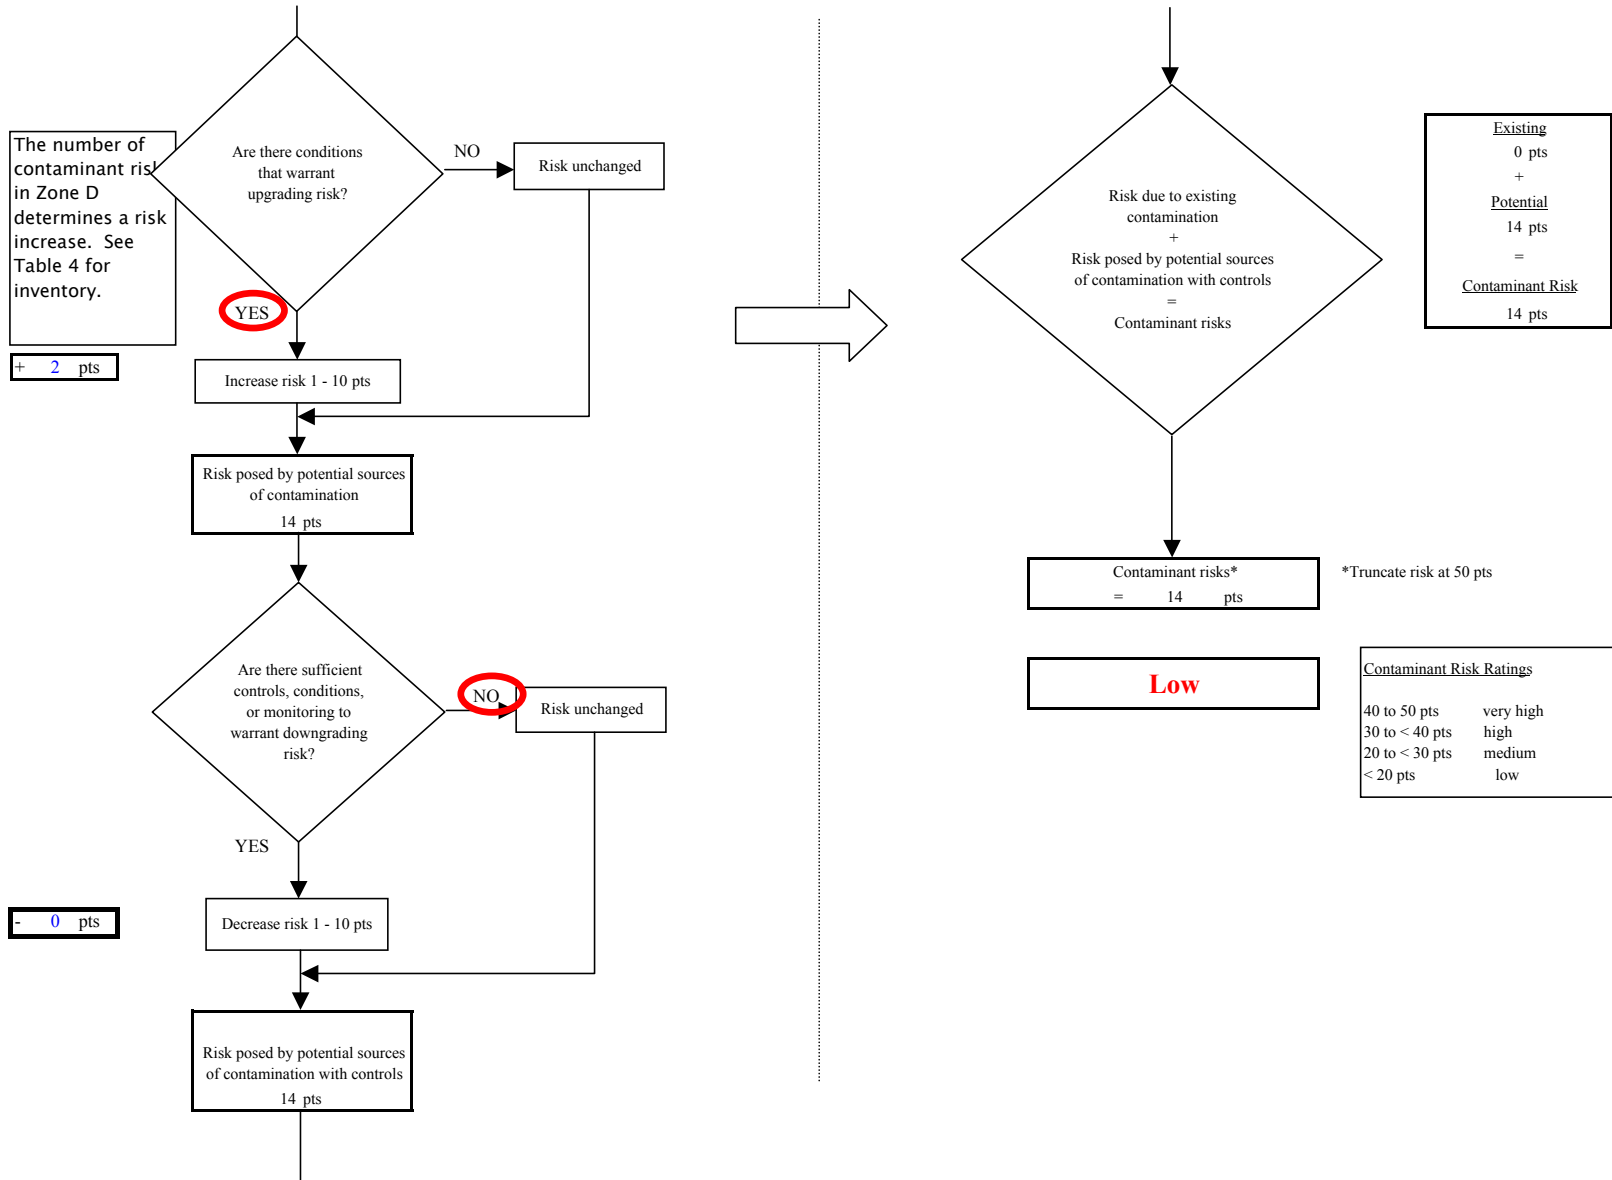 The number of
contaminant risk
in Zone D
determines a risk
increase. See
Table 4 for
inventory.
+ 2 pts
Are there conditions
that warrant
upgrading risk?
NO
Risk unchanged
YES
Increase risk 1 - 10 pts
Risk posed by potential sources
of contamination
14 pts
Are there sufficient
controls, conditions,
or monitoring to
warrant downgrading
risk?
NO
Risk unchanged
YES
- 0 pts
Decrease risk 1 - 10 pts
Risk posed by potential sources
of contamination with controls
14 pts
Risk due to existing
contamination
+
Risk posed by potential sources
of contamination with controls
=
Contaminant risks
Existing
0 pts
+
Potential
14 pts
=
Contaminant Risk
14 pts
Contaminant risks*
= 14 pts
*Truncate risk at 50 pts
Low
Contaminant Risk Ratings
40 to 50 pts very high
30 to < 40 pts high
20 to < 30 pts medium
< 20 pts low